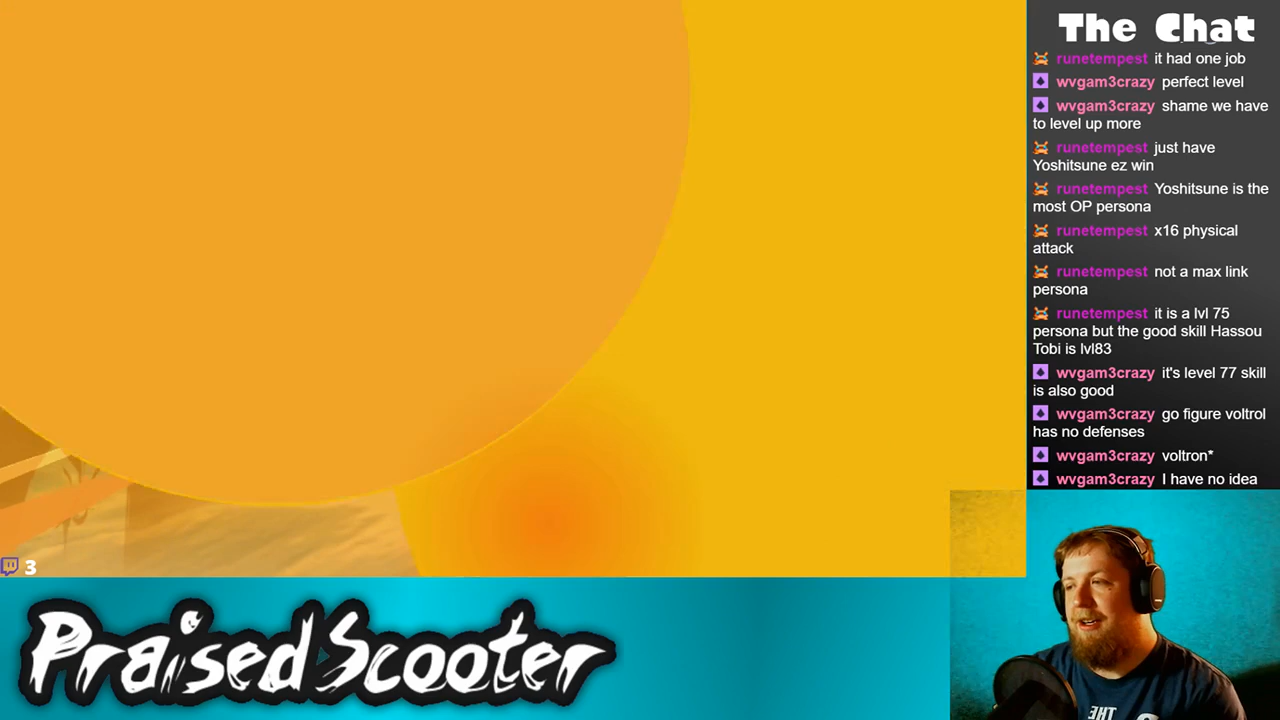 The Chat
runetempest it had one job
wvgam3crazy perfect level
wvgam3crazy shame we have
to level up more
runetempest just have
Yoshitsune ez win
runetempest Yoshitsune is the
most OP persona
runetempest x16 physical
attack
runetempest not a max link
persona
runetempest it is a lvl 75
persona but the good skill Hassou
Tobi is lvl83
wvgam3crazy it's level 77 skill
is also good
wvgam3crazy go figure voltrol
has no defenses
wvgam3crazy voltron*
wvgam3crazy I have no idea
3
PraisedScooter
THE